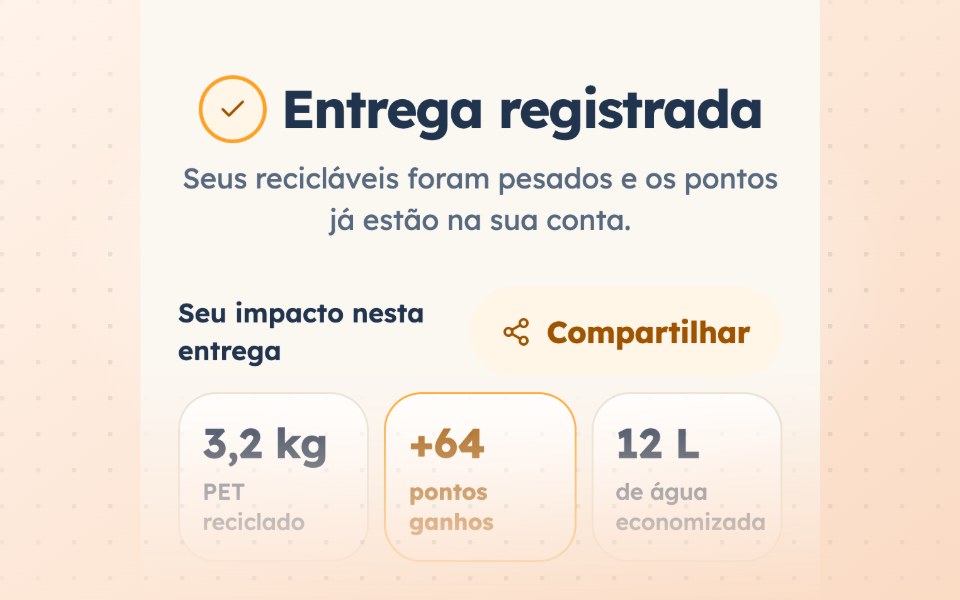 Entrega registrada
Seus recicláveis foram pesados e os pontos
já estão na sua conta.
Seu impacto nesta
entrega
Compartilhar
3,2 kg
PET
reciclado
+64
pontos
ganhos
12 L
de água
economizada